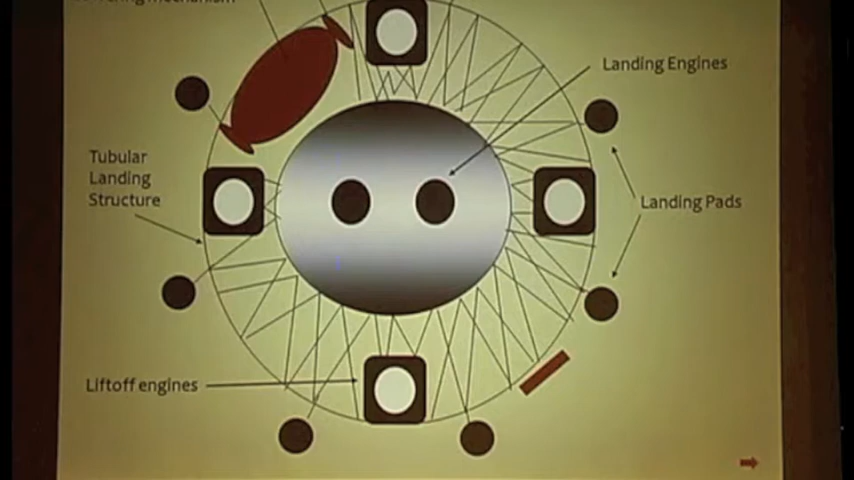 Landing Engines
Tubular
Landing
Structure
Landing Pads
Liftoff engines